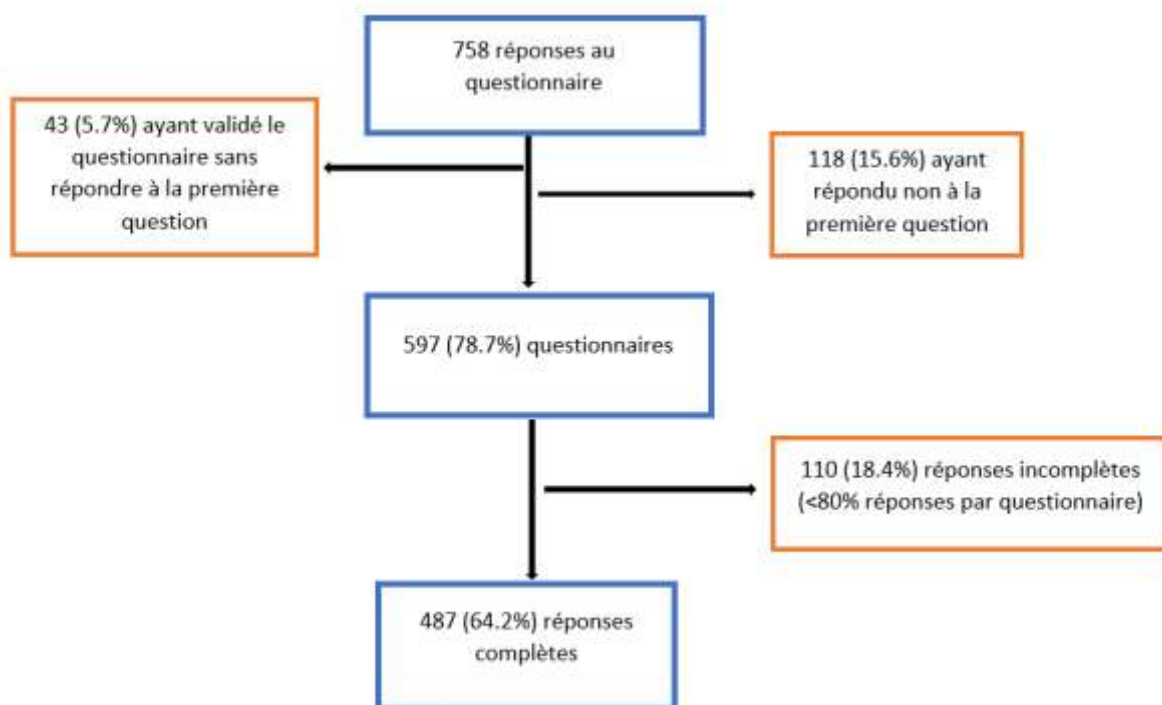 758 réponses au
questionnaire
43 (5.7%) ayant validé le
questionnaire sans
répondre à la première
question
118 (15.6%) ayant
répondu non à la
première question
597 (78.7%) questionnaires
110 (18.4%) réponses incomplètes
(<80% réponses par questionnaire)
487 (64.2%) réponses
complètes